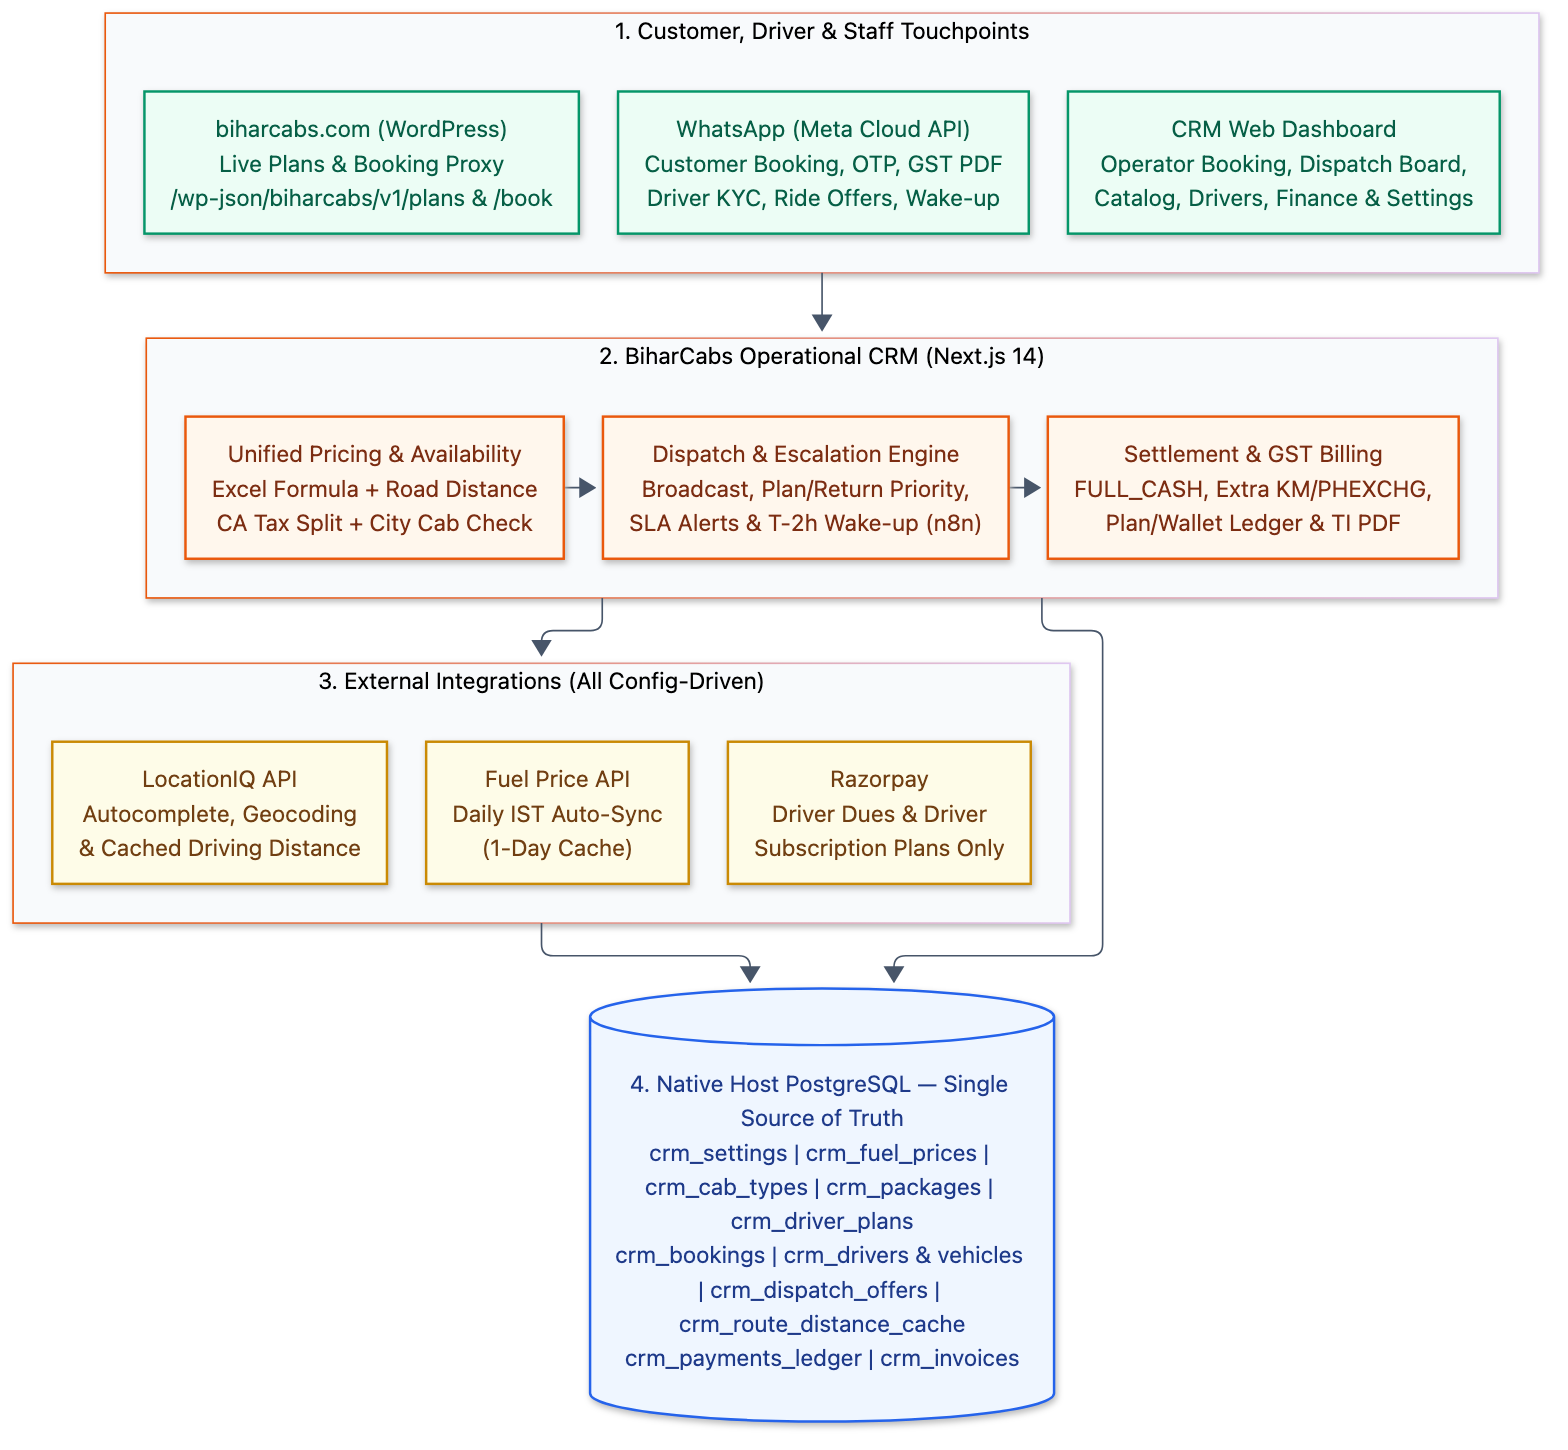 1. Customer, Driver & Staff Touchpoints
biharcabs.com (WordPress)
Live Plans & Booking Proxy
/wp-json/biharcabs/v1/plans & /book
WhatsApp (Meta Cloud API)
Customer Booking, OTP, GST PDF
Driver KYC, Ride Offers, Wake-up
CRM Web Dashboard
Operator Booking, Dispatch Board,
Catalog, Drivers, Finance & Settings
2. BiharCabs Operational CRM (Next.js 14)
Unified Pricing & Availability
Excel Formula + Road Distance
CA Tax Split + City Cab Check
Dispatch & Escalation Engine
Broadcast, Plan/Return Priority,
SLA Alerts & T-2h Wake-up (n8n)
Settlement & GST Billing
FULL_CASH, Extra KM/PHEXCHG,
Plan/Wallet Ledger & TI PDF
3. External Integrations (All Config-Driven)
LocationIQ API
Autocomplete, Geocoding
& Cached Driving Distance
Fuel Price API
Daily IST Auto-Sync
(1-Day Cache)
Razorpay
Driver Dues & Driver
Subscription Plans Only
4. Native Host PostgreSQL — Single
Source of Truth
crm_settings | crm_fuel_prices |
crm_cab_types | crm_packages |
crm_driver_plans
crm_bookings | crm_drivers & vehicles
| crm_dispatch_offers |
crm_route_distance_cache
crm_payments_ledger | crm_invoices